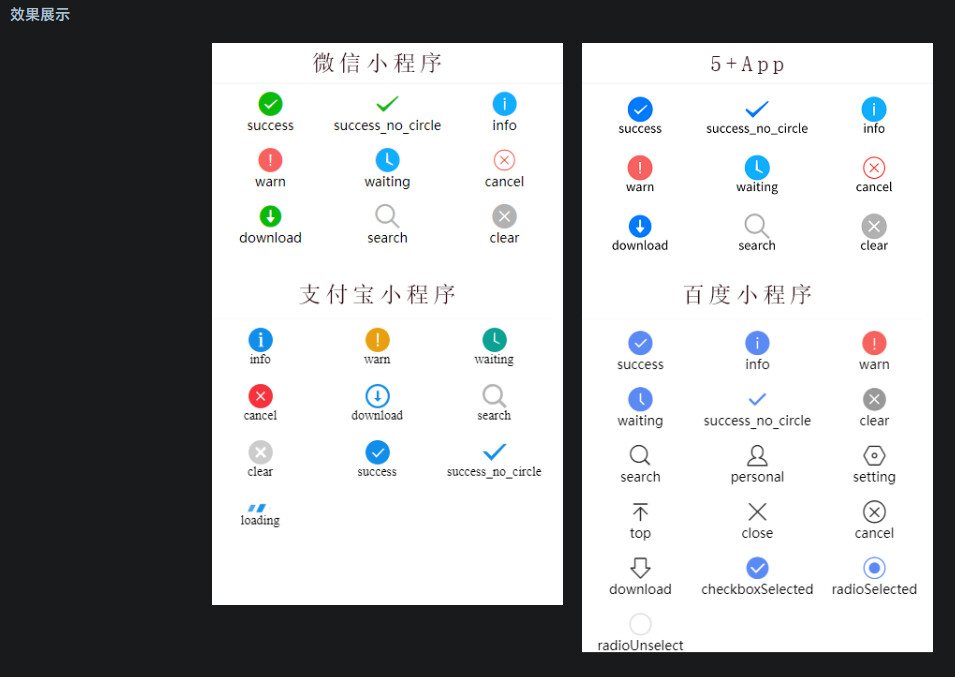 效果展示
微信小程序
success success_no_circle info
warn waiting cancel
download search clear
支付宝小程序
info warn waiting
cancel download search
clear success success_no_circle
loading
5+App
success success_no_circle info
warn waiting cancel
download search clear
百度小程序
success info warn
waiting success_no_circle clear
search personal setting
top close cancel
download checkboxSelected radioSelected
radioUnselect